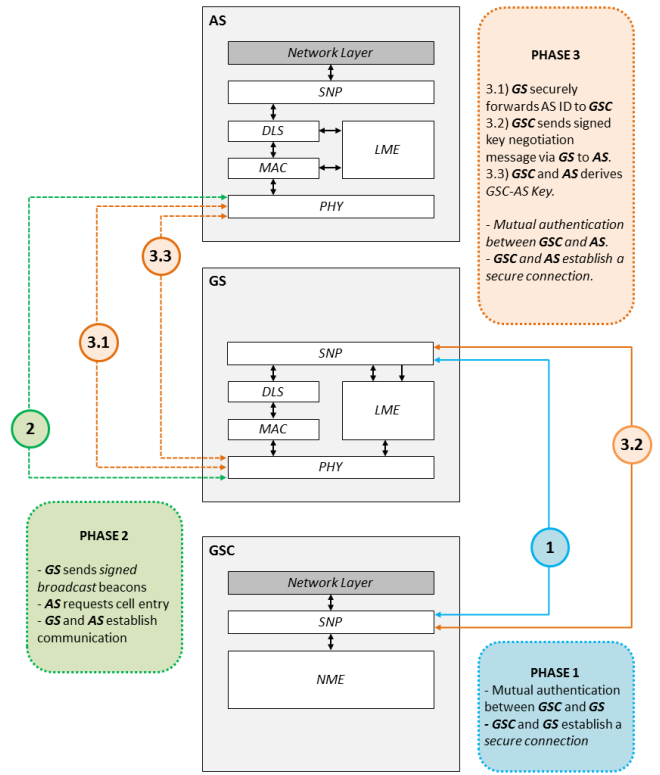 AS
Network Layer
SNP
DLS
LME
MAC
PHY
PHASE 3
3.1) GS securely
forwards AS ID to GSC
3.2) GSC sends signed
key negotiation
message via GS to AS.
3.3) GSC and AS derives
GSC-AS Key.
- Mutual authentication
between GSC and AS.
- GSC and AS establish a
secure connection.
3.3
3.1
2
GS
SNP
DLS
LME
MAC
PHY
3.2
1
PHASE 2
- GS sends signed
broadcast beacons
- AS requests cell entry
- GS and AS establish
communication
GSC
Network Layer
SNP
NME
PHASE 1
- Mutual authentication
between GSC and GS
- GSC and GS establish a
secure connection